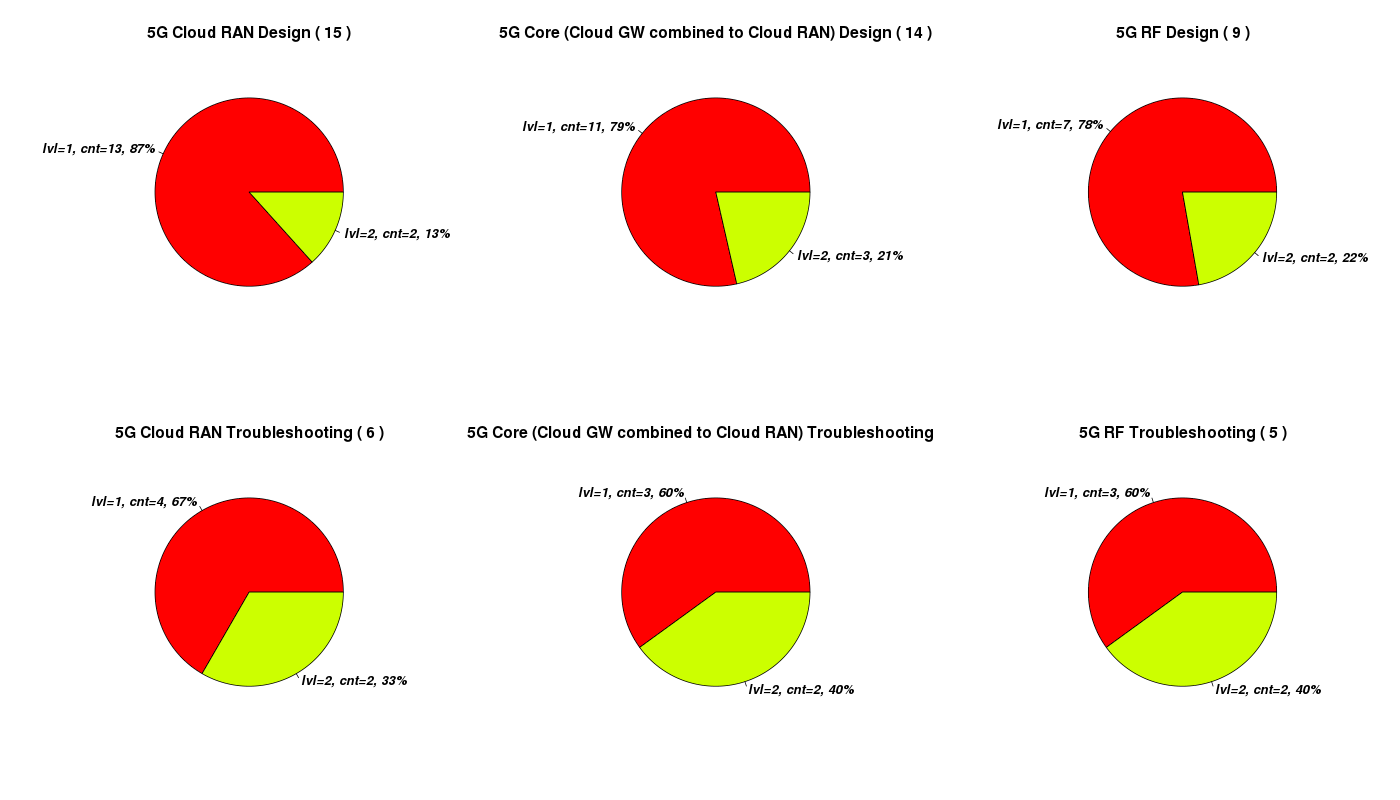 5G Cloud RAN Design ( 15 )
lvl=1, cnt=13, 87%
lvl=2, cnt=2, 13%
5G Core (Cloud GW combined to Cloud RAN) Design ( 14 )
lvl=1, cnt=11, 79%
lvl=2, cnt=3, 21%
5G RF Design ( 9 )
lvl=1, cnt=7, 78%
lvl=2, cnt=2, 22%
5G Cloud RAN Troubleshooting ( 6 )
lvl=1, cnt=4, 67%
lvl=2, cnt=2, 33%
5G Core (Cloud GW combined to Cloud RAN) Troubleshooting
lvl=1, cnt=3, 60%
lvl=2, cnt=2, 40%
5G RF Troubleshooting ( 5 )
lvl=1, cnt=3, 60%
lvl=2, cnt=2, 40%